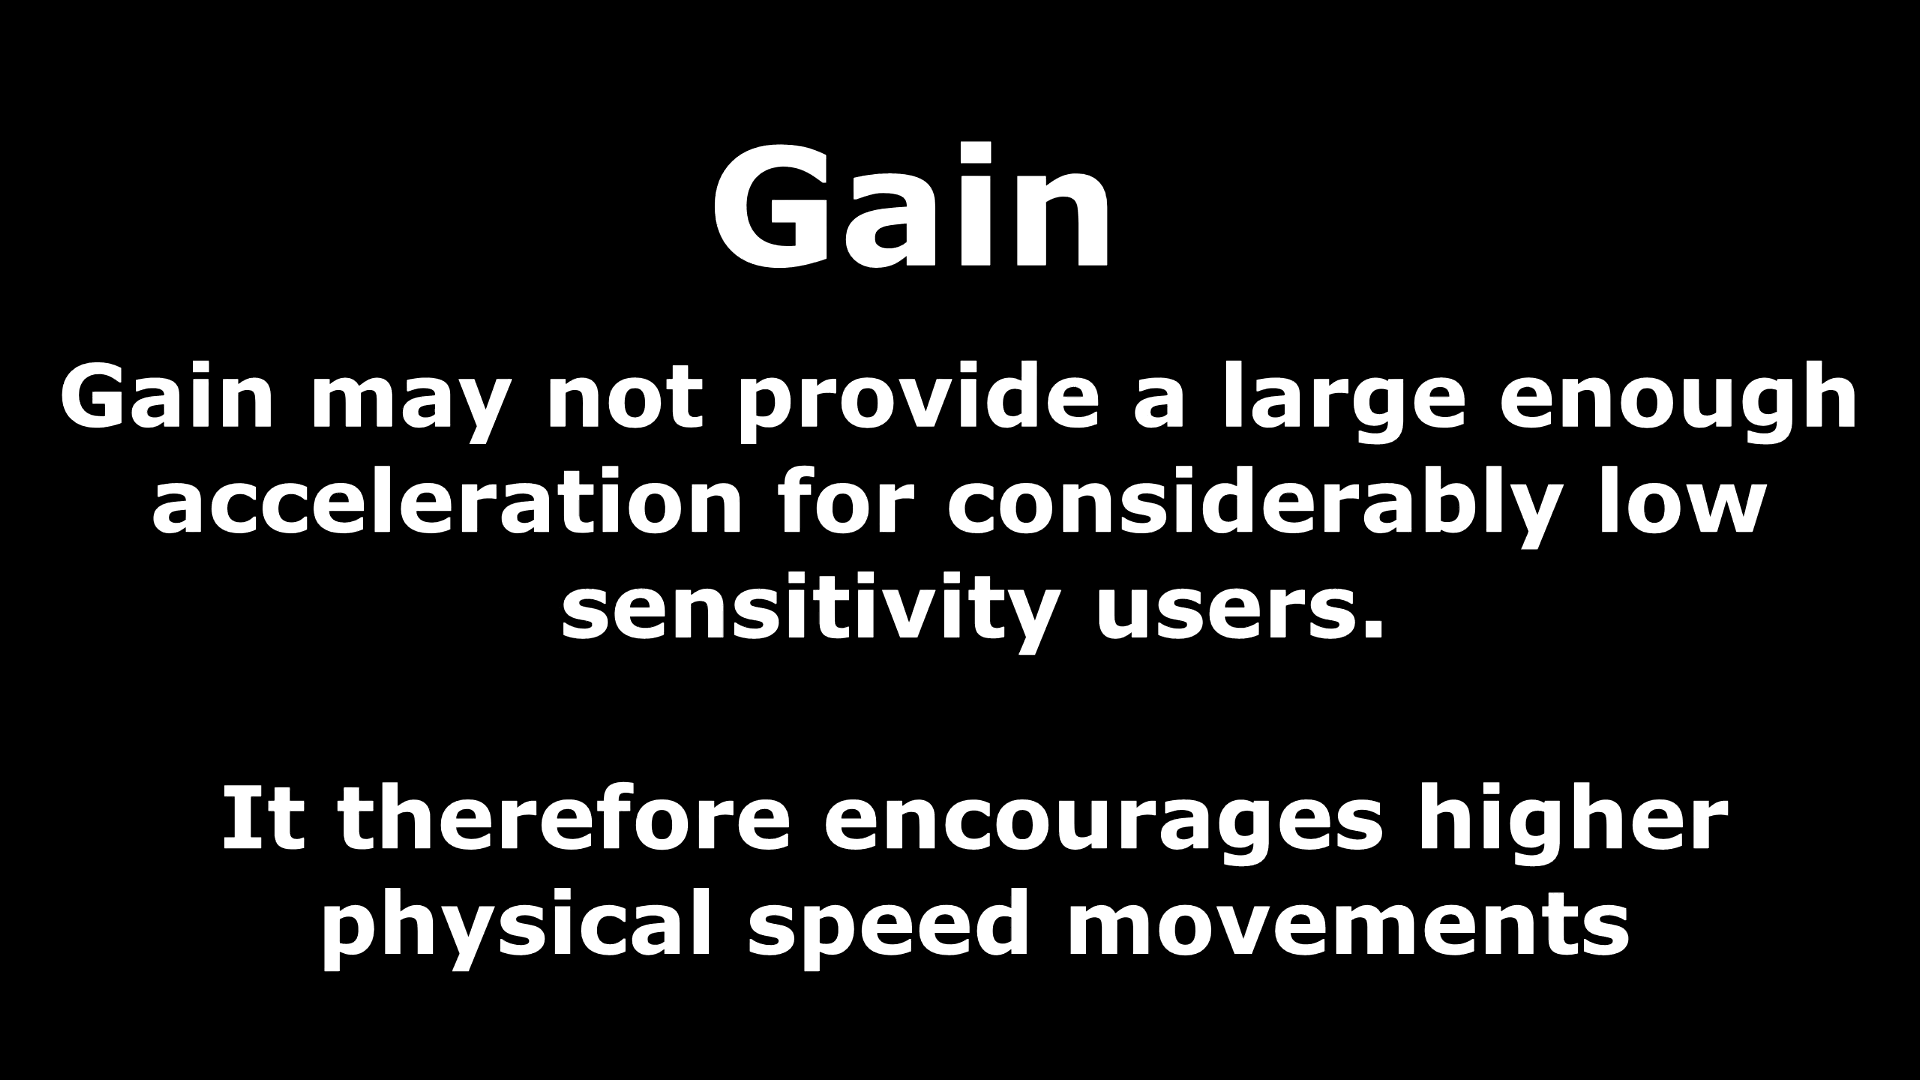 Gain
Gain may not provide a large enough
acceleration for considerably low
sensitivity users.
It therefore encourages higher
physical speed movements